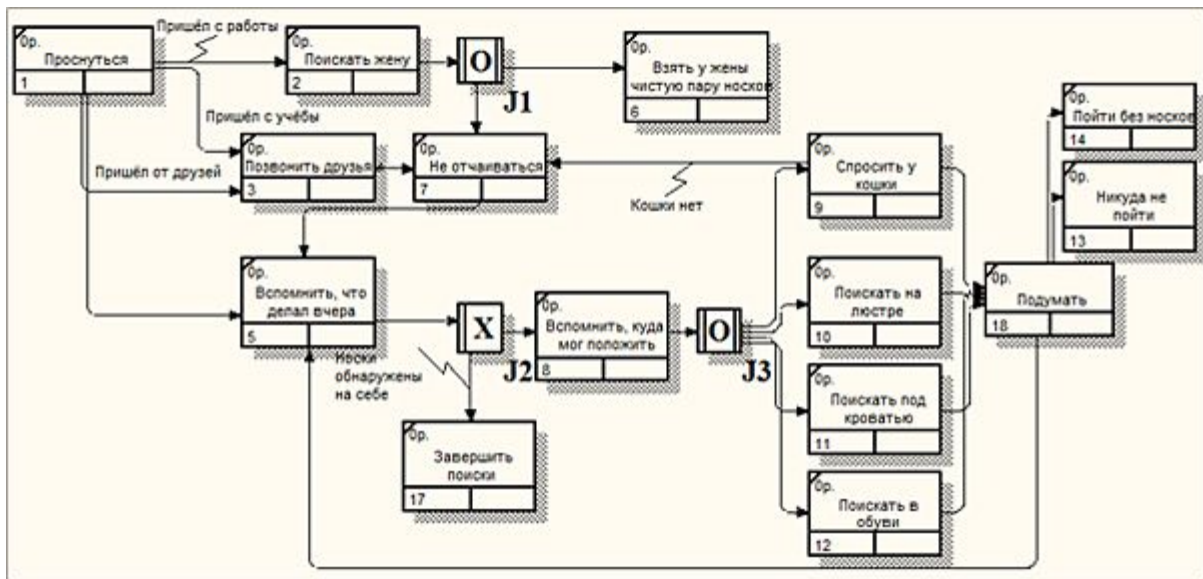 Пришёл с работы
0р.
Проснуться
1
0р.
Поискать жену
2
O
J1
0р.
Взять у жены
чистую пару носков
6
0р.
Пойти без носков
14
Пришёл с учёбы
0р.
Позвонить друзья
3
Пришёл от друзей
0р.
Не отчаиваться
7
Кошки нет
0р.
Спросить у
кошки
9
0р.
Никуда не
пойти
13
0р.
Вспомнить, что
делал вчера
5
X
J2
0р.
Вспомнить, куда
мог положить
8
O
J3
0р.
Поискать на
люстре
10
0р.
Подумать
18
Носки
обнаружены
на себе
0р.
Поискать под
кроватью
11
0р.
Завершить
поиски
17
0р.
Поискать в
обуви
12